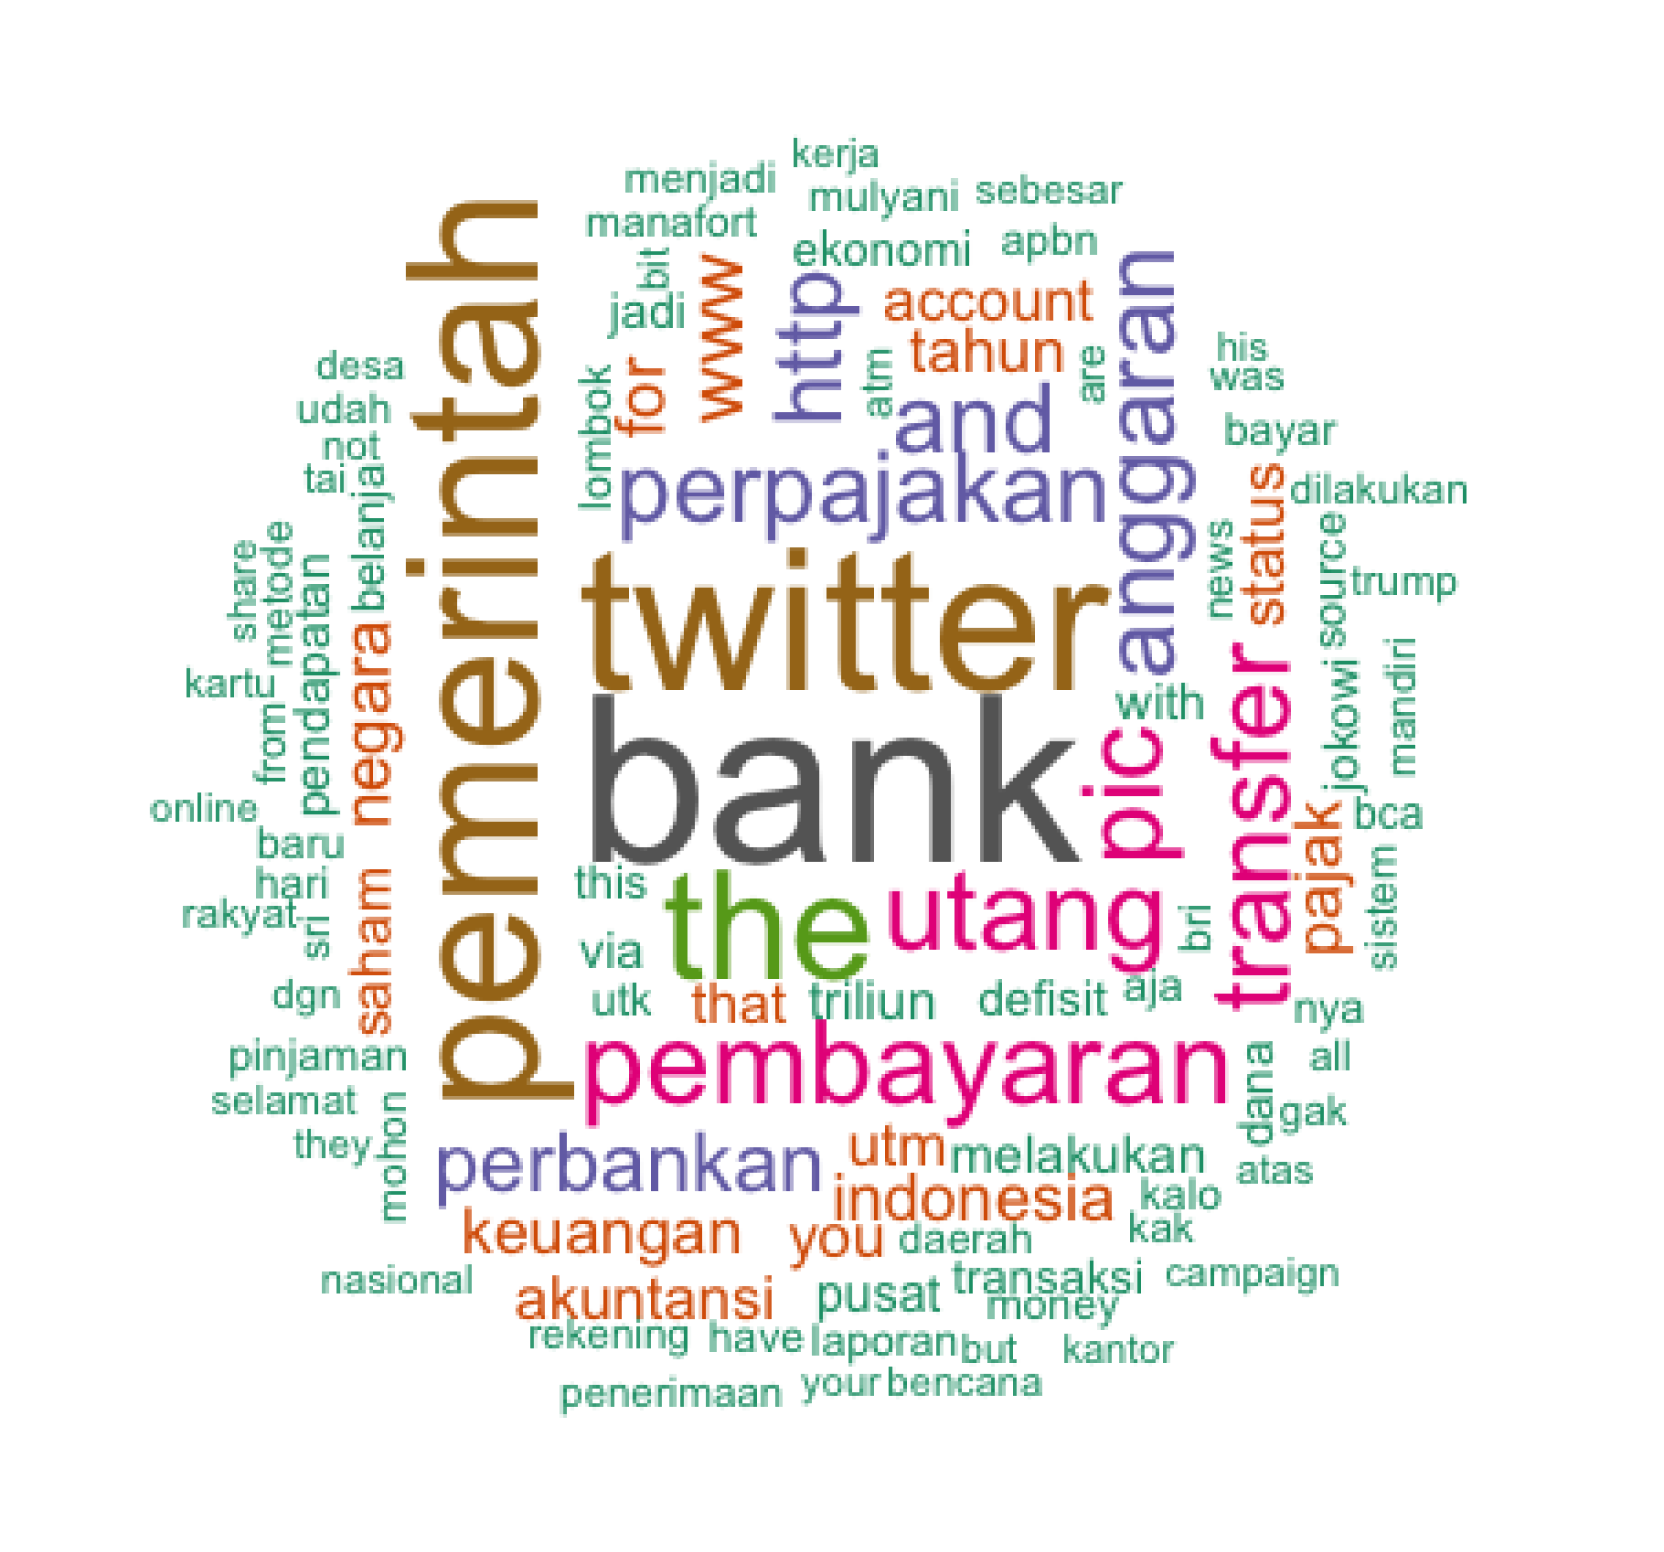 kerja
menjadi
mulyani
sebesar
manafort
ekonomi
apbn
bit
jadi
www
http
account
tahun
anggaran
pemerintah
desa
udah
not
tai
belanja
lombok
for
atm
and
are
his
was
bayar
perpajakan
status
dilakukan
news
source
trump
share
metode
pendapatan
negara
twitter
transfer
kartu
from
bank
with
pic
jokowi
mandiri
online
baru
hari
rakyat
sri
saham
this
the
utang
bri
pajak
bca
sistem
via
dgn
utk
that
triliun
defisit
aja
nya
pinjaman
pembayaran
dana
all
selamat
gak
they
mohon
perbankan
utm
melakukan
atas
indonesia
kalo
keuangan
you
daerah
kak
nasional
akuntansi
pusat
transaksi
campaign
money
rekening
have
laporan
but
kantor
penerimaan
your
bencana